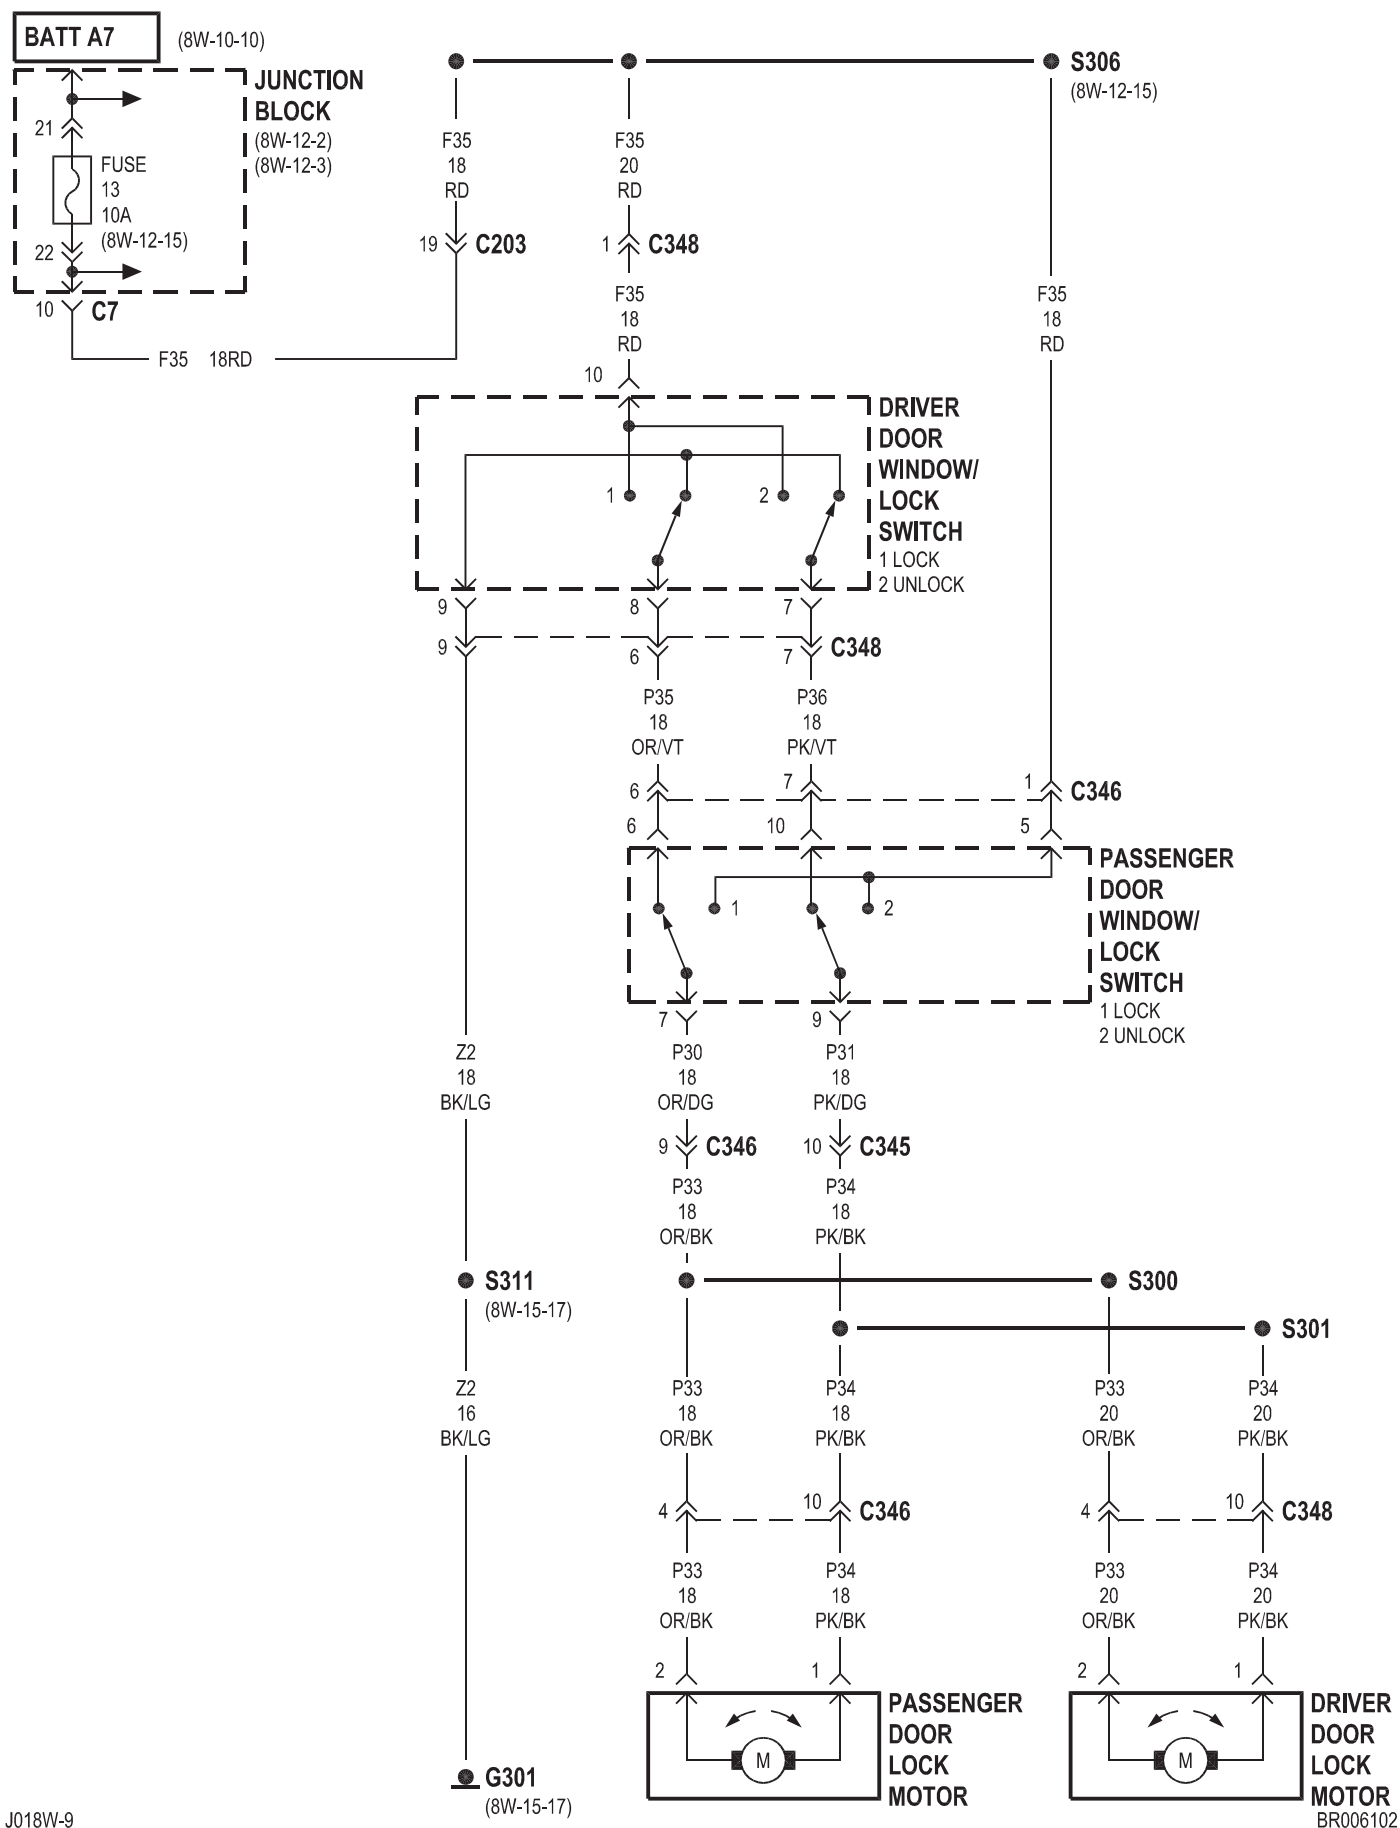 BATT A7
(8W-10-10)
JUNCTION
BLOCK
(8W-12-2)
(8W-12-3)
21
FUSE
13
10A
(8W-12-15)
22
10
C7
F35 18RD
F35
18
RD
19
C203
F35
20
RD
1
C348
F35
18
RD
10
S306
(8W-12-15)
F35
18
RD
DRIVER
DOOR
WINDOW/
LOCK
SWITCH
1 LOCK
2 UNLOCK
1
2
9
8
7
9
6
7
C348
P35
18
OR/VT
P36
18
PK/VT
6
7
1
C346
6
10
5
PASSENGER
DOOR
WINDOW/
LOCK
SWITCH
1 LOCK
2 UNLOCK
1
2
7
9
Z2
18
BK/LG
P30
18
OR/DG
P31
18
PK/DG
9
C346
10
C345
P33
18
OR/BK
P34
18
PK/BK
S311
(8W-15-17)
S300
S301
Z2
16
BK/LG
P33
18
OR/BK
P34
18
PK/BK
P33
20
OR/BK
P34
20
PK/BK
4
10
C346
4
10
C348
P33
18
OR/BK
P34
18
PK/BK
P33
20
OR/BK
P34
20
PK/BK
2
1
2
1
M
PASSENGER
DOOR
LOCK
MOTOR
M
DRIVER
DOOR
LOCK
MOTOR
G301
(8W-15-17)
J018W-9
BR006102